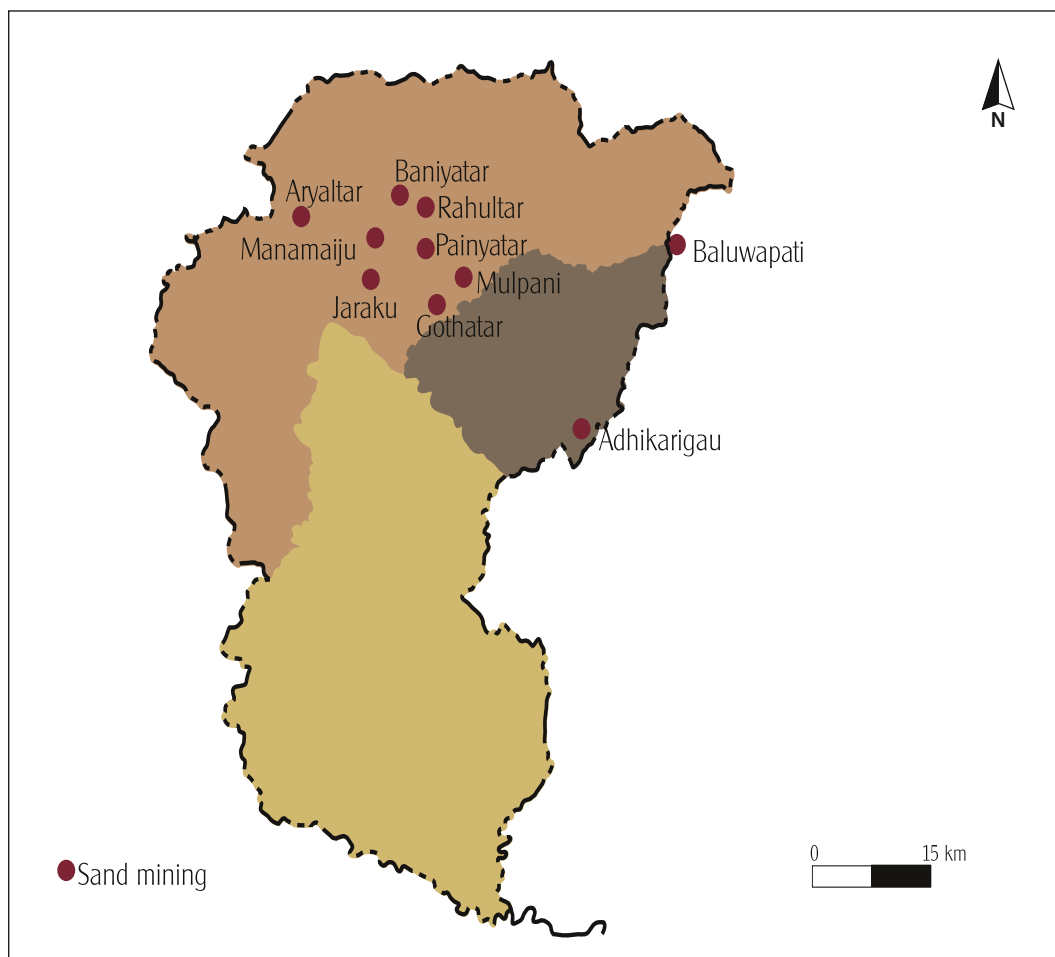 N
Baniyatar
Aryaltar
Rahultar
Manamaiju
Painyatar
Baluwapati
Mulpani
Jaraku
Gothatar
Adhikarigau
0 15 km
Sand mining